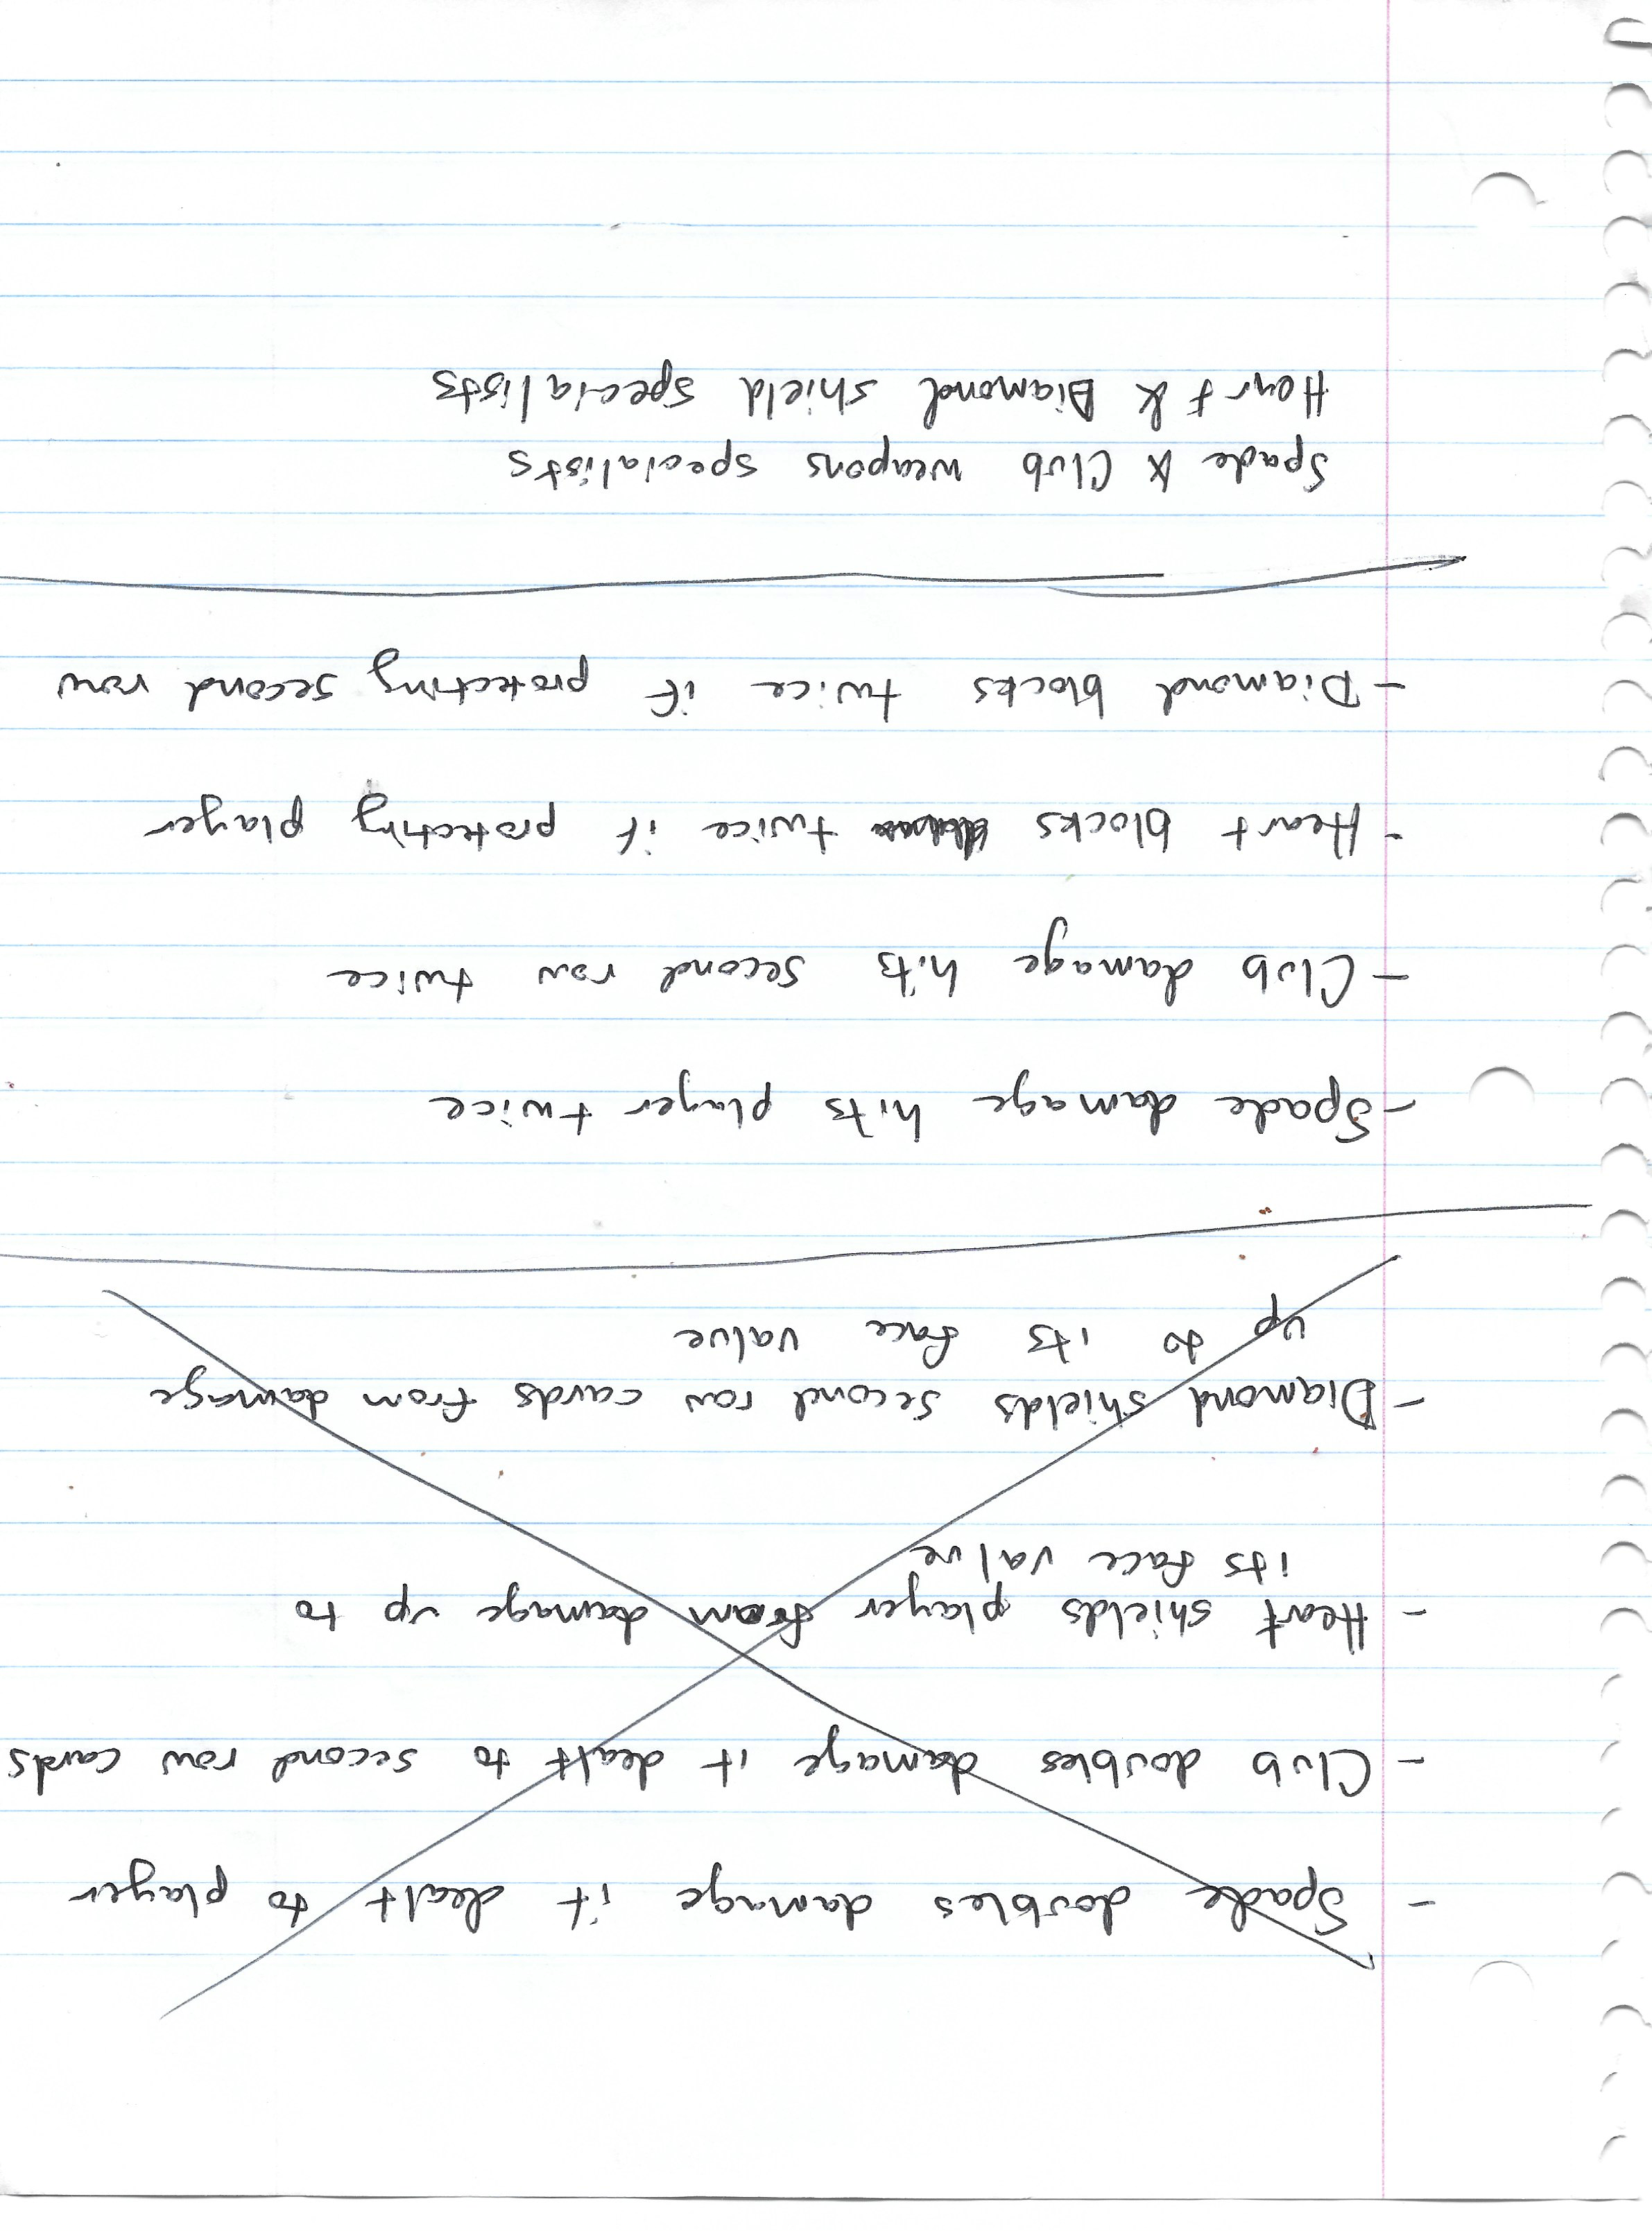 - Spade doubles damage it dealt to player
- Club doubles damage it dealt to second row cards
- Heart shields player from damage up to
its face value
- Diamond shields second row cards from damage
up to its face value
- Spade damage hits player twice
- Club damage hits second row twice
- Heart blocks twice if protecting player
- Diamond blocks twice if protecting second row
Spade & Club weapons specialists
Heart & Diamond shield specialists